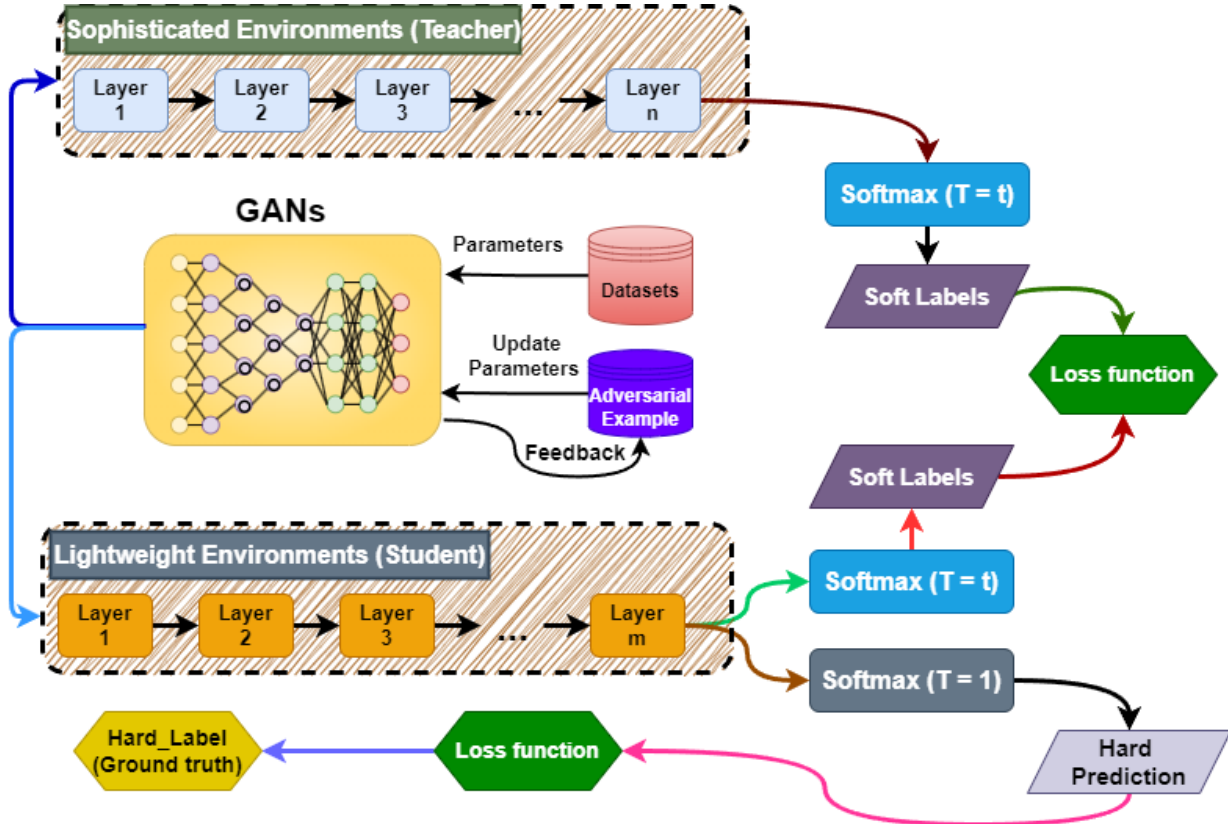 Sophisticated Environments (Teacher)
Layer
1
Layer
2
Layer
3
...
Layer
n
Softmax (T = t)
GANs
Parameters
Datasets
Soft Labels
Update
Parameters
Loss function
Adversarial
Example
Feedback
Soft Labels
Lightweight Environments (Student)
Softmax (T = t)
Layer
1
Layer
2
Layer
3
...
Layer
m
Softmax (T = 1)
Hard_Label
(Ground truth)
Loss function
Hard
Prediction